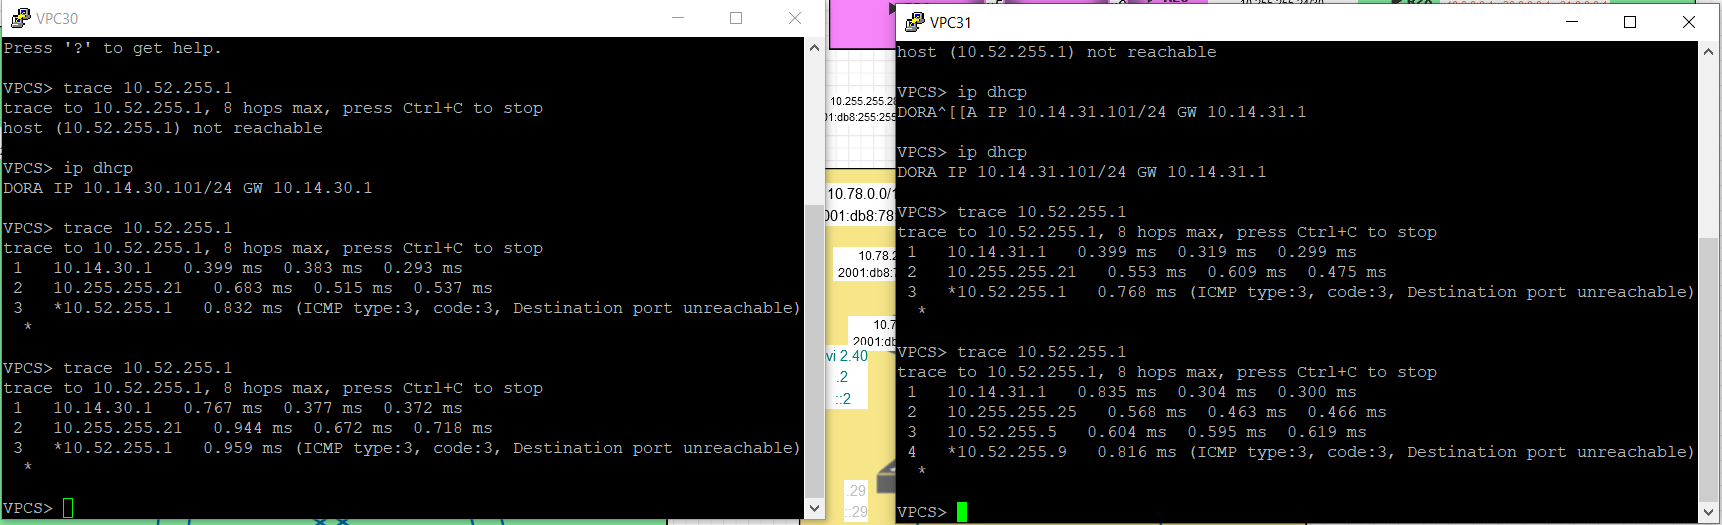 VPC30
Press '?' to get help.
VPCS> trace 10.52.255.1
trace to 10.52.255.1, 8 hops max, press Ctrl+C to stop
host (10.52.255.1) not reachable
VPCS> ip dhcp
DORA IP 10.14.30.101/24 GW 10.14.30.1
VPCS> trace 10.52.255.1
trace to 10.52.255.1, 8 hops max, press Ctrl+C to stop
1 10.14.30.1 0.399 ms 0.383 ms 0.293 ms
2 10.255.255.21 0.683 ms 0.515 ms 0.537 ms
3 *10.52.255.1 0.832 ms (ICMP type:3, code:3, Destination port unreachable)
*
VPCS> trace 10.52.255.1
trace to 10.52.255.1, 8 hops max, press Ctrl+C to stop
1 10.14.30.1 0.767 ms 0.377 ms 0.372 ms
2 10.255.255.21 0.944 ms 0.672 ms 0.718 ms
3 *10.52.255.1 0.959 ms (ICMP type:3, code:3, Destination port unreachable)
*
VPCS>
10.255.255.2
01:db8:255:255
10.78.0.0/1
001:db8:78
10.78.2
2001:db8:7
10.7
2001:
vi 2.40
.2
::2
.29
::29
VPC31
host (10.52.255.1) not reachable
VPCS> ip dhcp
DORA^[[A IP 10.14.31.101/24 GW 10.14.31.1
VPCS> ip dhcp
DORA IP 10.14.31.101/24 GW 10.14.31.1
VPCS> trace 10.52.255.1
trace to 10.52.255.1, 8 hops max, press Ctrl+C to stop
1 10.14.31.1 0.399 ms 0.319 ms 0.299 ms
2 10.255.255.21 0.553 ms 0.609 ms 0.475 ms
3 *10.52.255.1 0.768 ms (ICMP type:3, code:3, Destination port unreachable)
*
VPCS> trace 10.52.255.1
trace to 10.52.255.1, 8 hops max, press Ctrl+C to stop
1 10.14.31.1 0.835 ms 0.304 ms 0.300 ms
2 10.255.255.25 0.568 ms 0.463 ms 0.466 ms
3 10.52.255.5 0.604 ms 0.595 ms 0.619 ms
4 *10.52.255.9 0.816 ms (ICMP type:3, code:3, Destination port unreachable)
*
VPCS>